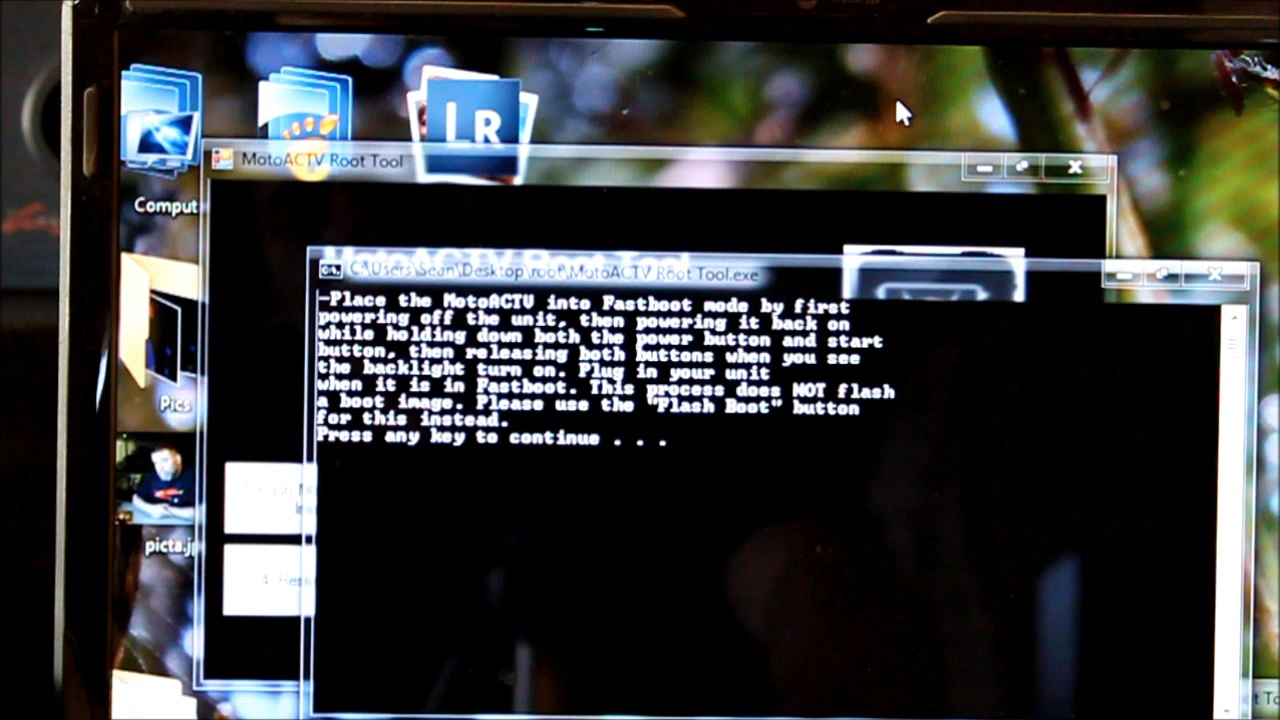 LR
MotoACTV Root Tool
Comput
MotoACTV Root Tool
C:\Users\Sean\Desktop\root\MotoACTV Root Tool.exe
-Place the MotoACTV into Fastboot mode by first
powering off the unit, then powering it back on
while holding down both the power button and start
button, then releasing both buttons when you see
the backlight turn on. Plug in your unit
when it is in Fastboot. This process does NOT flash
a boot image. Please use the "Flash Boot" button
for this instead.
Press any key to continue . . .
Pics
picta.j
4.